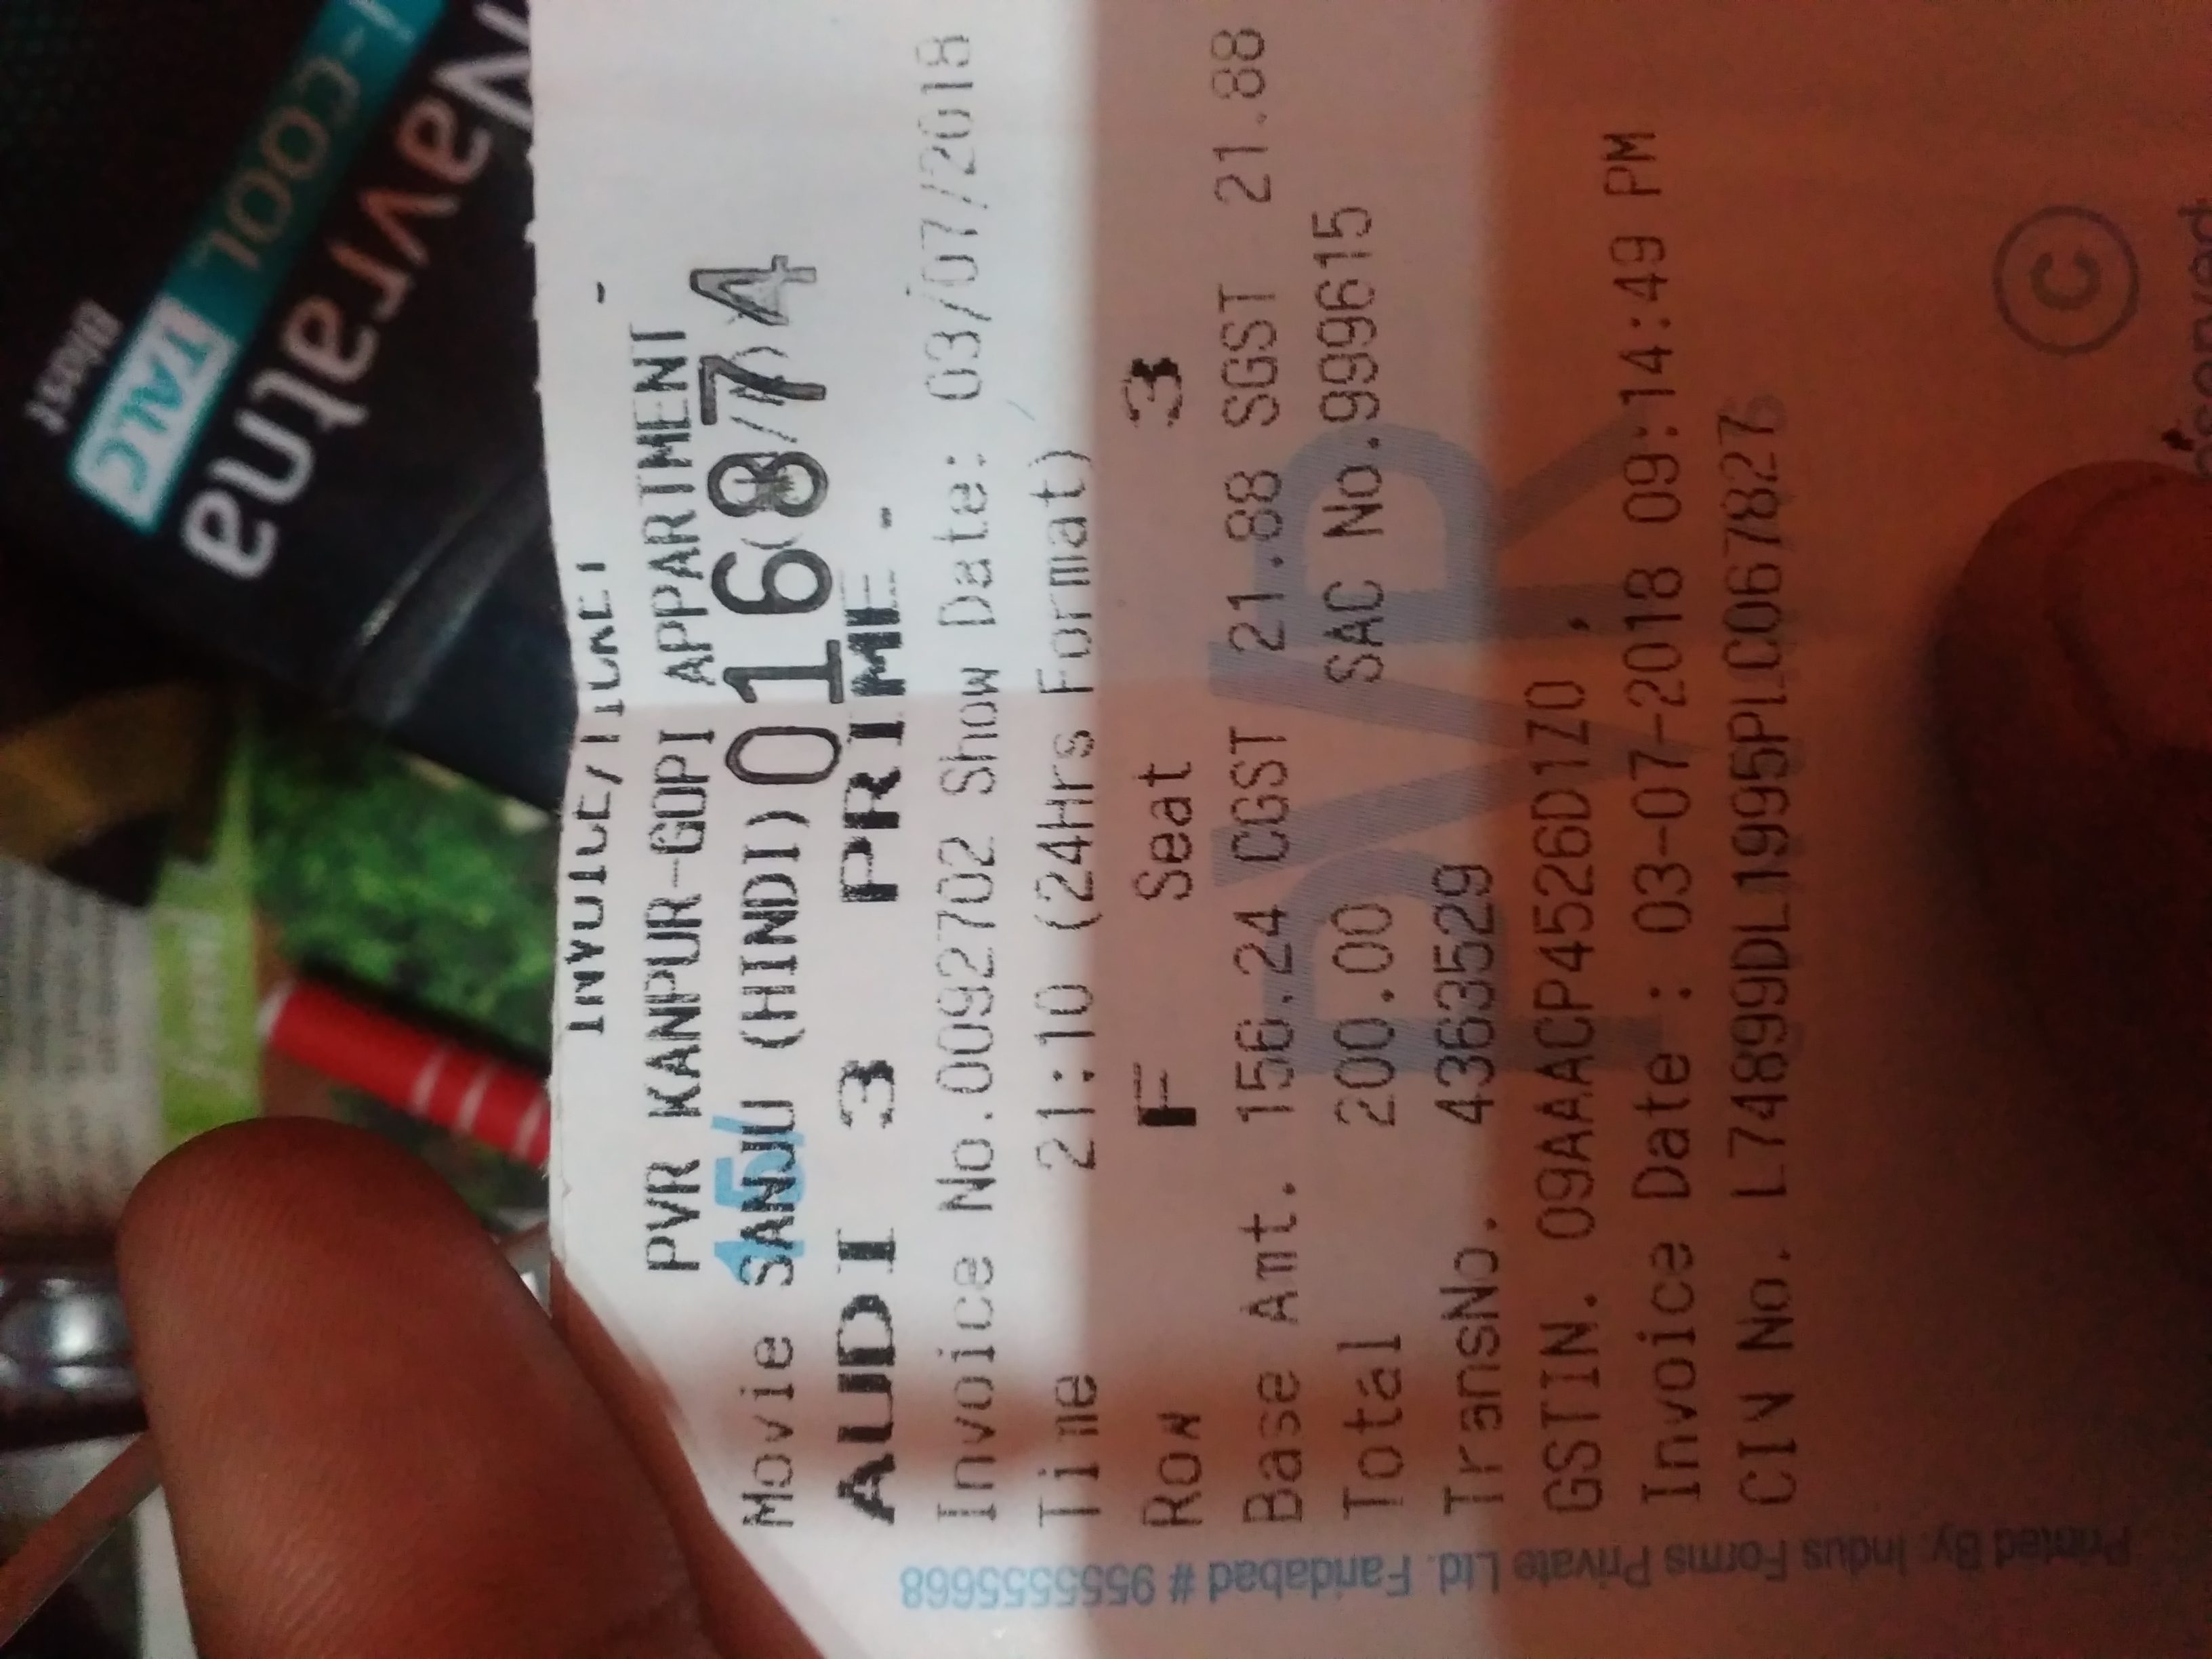 INVOICE/TICKET
PVR KANPUR-GOPI APPARTMENT -
Movie SANJU (HINDI)
15/
016874
AUDI 3 PRIME -
Invoice No.0092702 Show Date: 03/07/2018
Time 21:10 (24Hrs Format)
Row F Seat 3
Base Amt. 156.24 CGST 21.88 SGST 21.88
Total 200.00 SAC No.999615
TransNo. 4363529
GSTIN. 09AAACP4526D1Z0 ,
Invoice Date : 03-07-2018 09:14:49 PM
CIN No. L74899DL1995PLC067827
PVR
©
Printed By: Indus Forms Private Ltd. Faridabad # 9555555668
Navratna
I-COOL TALC